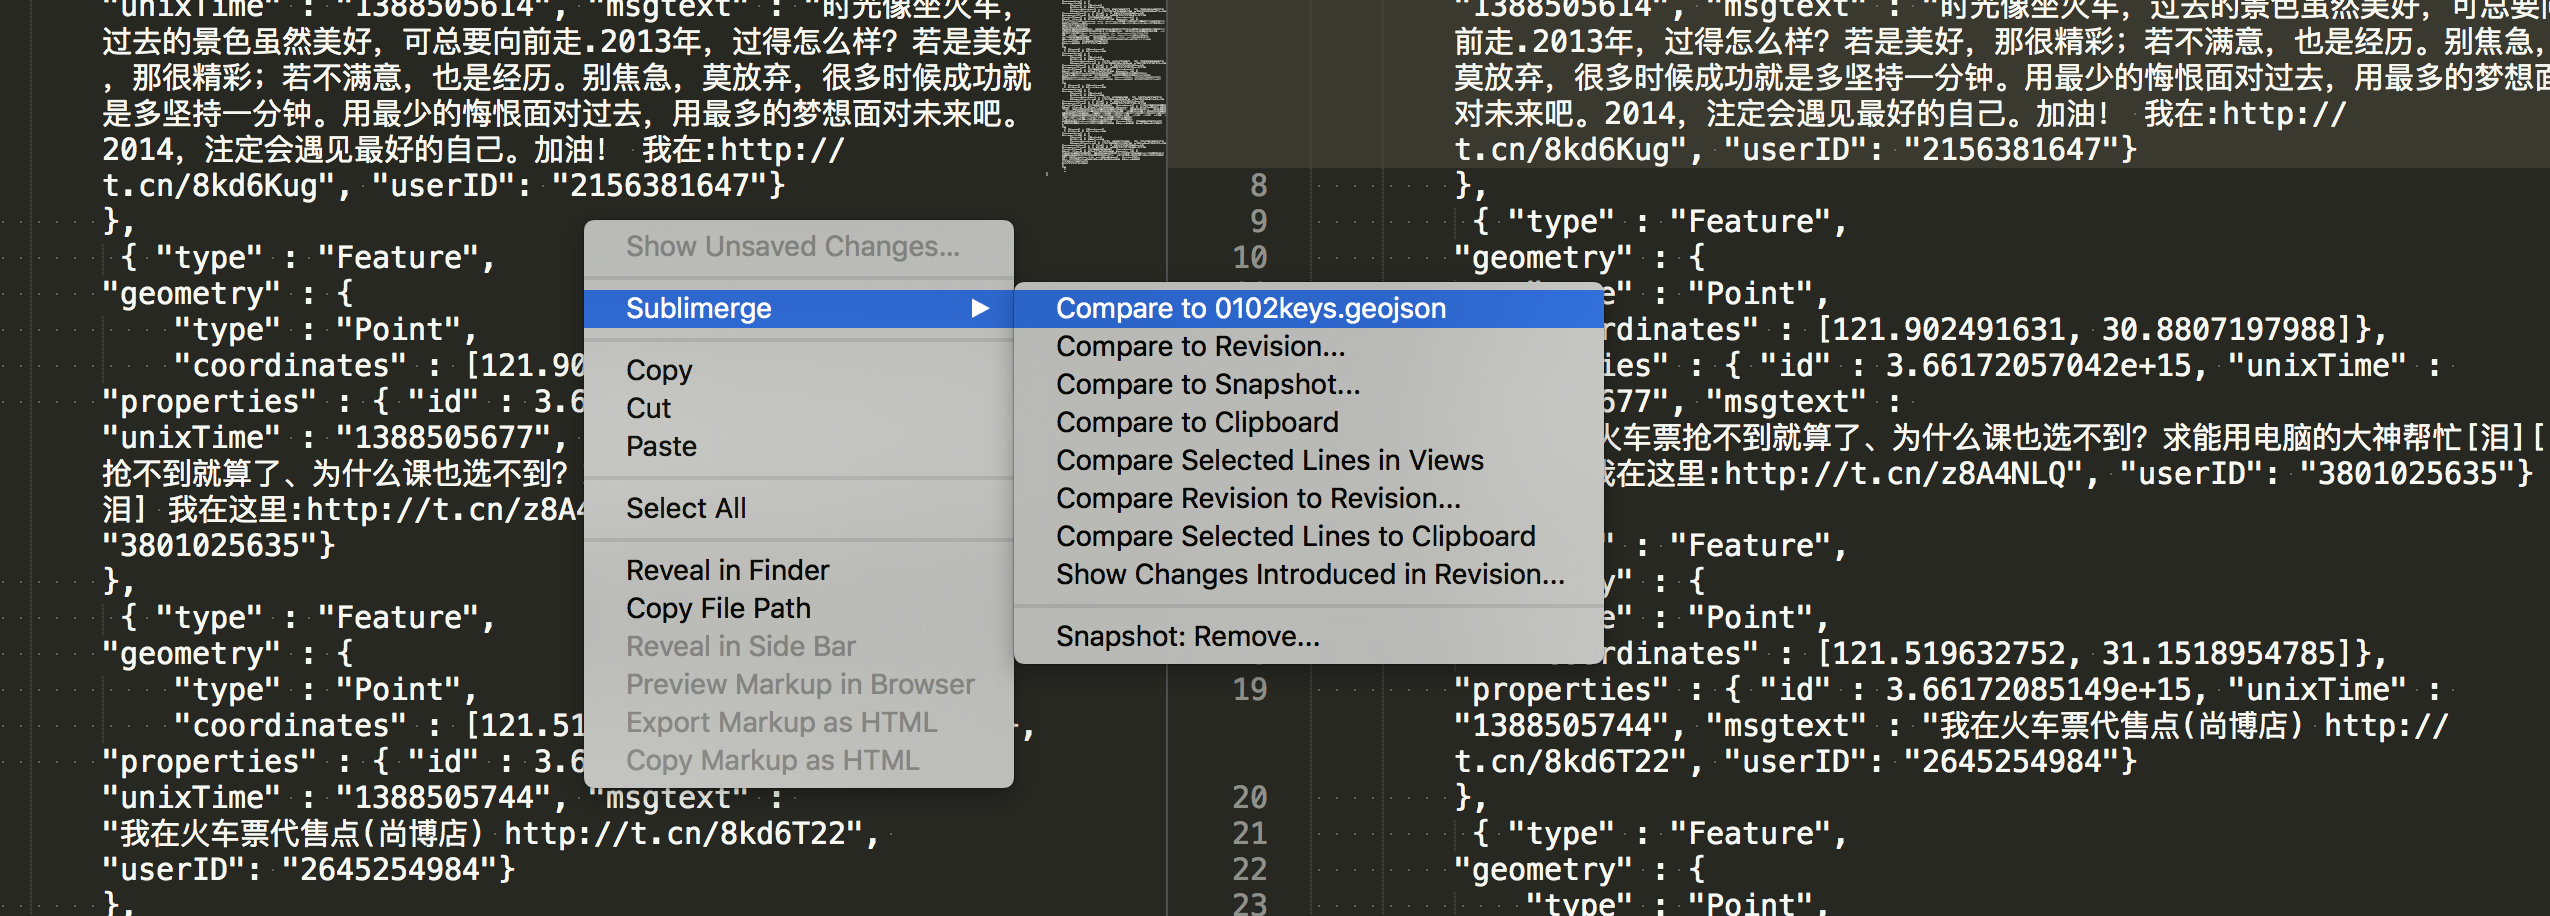 "unixTime" : "1388505614", "msgtext" : "时光像坐火车，
过去的景色虽然美好，可总要向前走.2013年，过得怎么样？若是美好
，那很精彩；若不满意，也是经历。别焦急，莫放弃，很多时候成功就
是多坚持一分钟。用最少的悔恨面对过去，用最多的梦想面对未来吧。
2014，注定会遇见最好的自己。加油！ 我在:http://
t.cn/8kd6Kug", "userID": "2156381647"}
},
{ "type" : "Feature",
"geometry" : {
"type" : "Point",
"coordinates" : [121.90
"properties" : { "id" : 3.6
"unixTime" : "1388505677",
抢不到就算了、为什么课也选不到？
泪] 我在这里:http://t.cn/z8A4
"3801025635"}
},
{ "type" : "Feature",
"geometry" : {
"type" : "Point",
"coordinates" : [121.51
"properties" : { "id" : 3.6
"unixTime" : "1388505744", "msgtext" :
"我在火车票代售点(尚博店) http://t.cn/8kd6T22",
"userID": "2645254984"}
},
Show Unsaved Changes...
Sublimerge
Copy
Cut
Paste
Select All
Reveal in Finder
Copy File Path
Reveal in Side Bar
Preview Markup in Browser
Export Markup as HTML
Copy Markup as HTML
Compare to 0102keys.geojson
Compare to Revision...
Compare to Snapshot...
Compare to Clipboard
Compare Selected Lines in Views
Compare Revision to Revision...
Compare Selected Lines to Clipboard
Show Changes Introduced in Revision...
Snapshot: Remove...
"1388505614", "msgtext" : "时光像坐火车，过去的景色虽然美好，可总要向
前走.2013年，过得怎么样？若是美好，那很精彩；若不满意，也是经历。别焦急，
莫放弃，很多时候成功就是多坚持一分钟。用最少的悔恨面对过去，用最多的梦想面
对未来吧。2014，注定会遇见最好的自己。加油！ 我在:http://
t.cn/8kd6Kug", "userID": "2156381647"}
8 },
9 { "type" : "Feature",
10 "geometry" : {
e" : "Point",
rdinates" : [121.902491631, 30.8807197988]},
ies" : { "id" : 3.66172057042e+15, "unixTime" :
677", "msgtext" :
火车票抢不到就算了、为什么课也选不到？求能用电脑的大神帮忙[泪][
我在这里:http://t.cn/z8A4NLQ", "userID": "3801025635"}
" : "Feature",
y" : {
e" : "Point",
rdinates" : [121.519632752, 31.1518954785]},
19 "properties" : { "id" : 3.66172085149e+15, "unixTime" :
"1388505744", "msgtext" : "我在火车票代售点(尚博店) http://
t.cn/8kd6T22", "userID": "2645254984"}
20 },
21 { "type" : "Feature",
22 "geometry" : {
23 "type" : "Point",